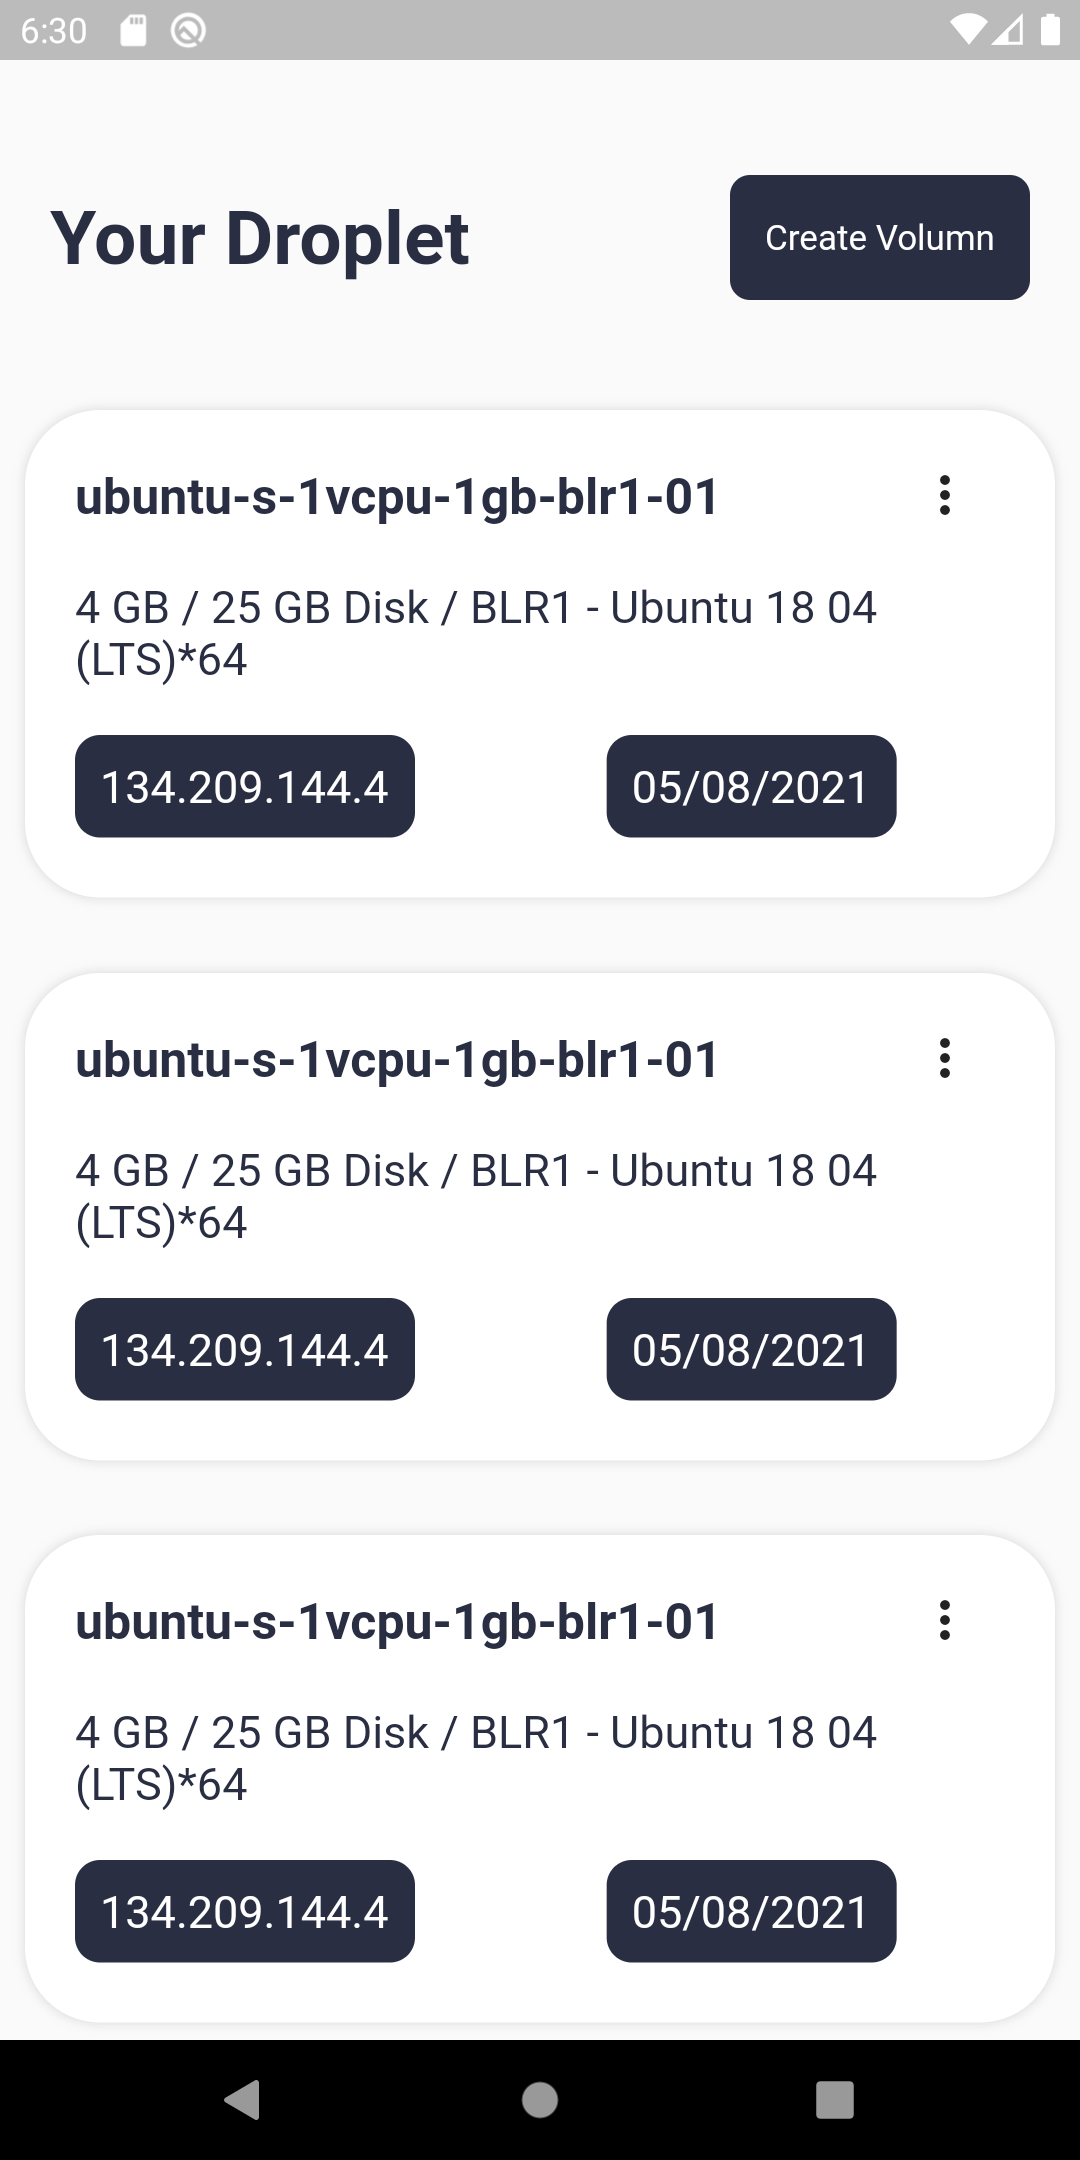 6:30
Your Droplet
Create Volumn
ubuntu-s-1vcpu-1gb-blr1-01
4 GB / 25 GB Disk / BLR1 - Ubuntu 18 04
(LTS)*64
134.209.144.4
05/08/2021
ubuntu-s-1vcpu-1gb-blr1-01
4 GB / 25 GB Disk / BLR1 - Ubuntu 18 04
(LTS)*64
134.209.144.4
05/08/2021
ubuntu-s-1vcpu-1gb-blr1-01
4 GB / 25 GB Disk / BLR1 - Ubuntu 18 04
(LTS)*64
134.209.144.4
05/08/2021